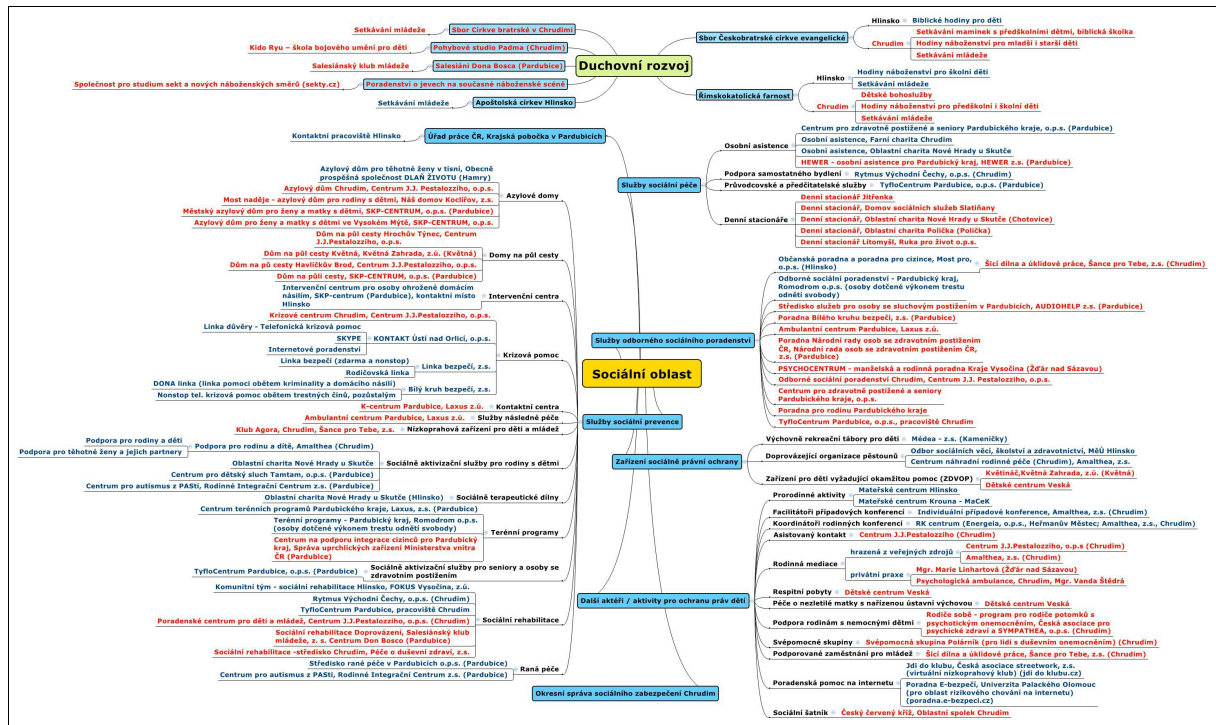 Duchovní rozvoj
Setkávání mládeže
Sbor Církve bratrské v Chrudimi
Kido Ryu – škola bojového umění pro děti
Pohybové studio Padma (Chrudim)
Salesiánský klub mládeže
Salesiáni Dona Bosca (Pardubice)
Společnost pro studium sekt a nových náboženských směrů (sekty.cz)
Poradenství o jevech na současné náboženské scéně
Setkávání mládeže
Apoštolská církev Hlinsko
Sbor Českobratrské církve evangelické
Hlinsko
Biblické hodiny pro děti
Chrudim
Setkávání maminek s předškolními dětmi, biblická školka
Hodiny náboženství pro mladší i starší děti
Setkávání mládeže
Římskokatolická farnost
Hlinsko
Hodiny náboženství pro školní děti
Setkávání mládeže
Chrudim
Dětské bohoslužby
Hodiny náboženství pro předškolní i školní děti
Setkávání mládeže
Sociální oblast
Kontaktní pracoviště Hlinsko
Úřad práce ČR, Krajská pobočka v Pardubicích
Služby sociální prevence
Azylové domy
Azylový dům pro těhotné ženy v tísni, Obecně
prospěšná společnost DLAŇ ŽIVOTU (Hamry)
Azylový dům Chrudim, Centrum J.J. Pestalozziho, o.p.s.
Most naděje - azylový dům pro rodiny s dětmi, Náš domov Koclířov, z.s.
Městský azylový dům pro ženy a matky s dětmi, SKP-CENTRUM, o.p.s. (Pardubice)
Azylový dům pro ženy a matky s dětmi ve Vysokém Mýtě, SKP-CENTRUM, o.p.s.
Domy na půl cesty
Dům na půl cesty Hrochův Týnec, Centrum
J.J.Pestalozziho, o.p.s.
Dům na půl cesty Květná, Květná Zahrada, z.ú. (Květná)
Dům na pů cesty Havlíčkův Brod, Centrum J.J.Pestalozziho, o.p.s.
Dům na půli cesty, SKP-CENTRUM, o.p.s. (Pardubice)
Intervenční centra
Intervenční centrum pro osoby ohrožené domácím
násilím, SKP-centrum (Pardubice), kontaktní místo
Hlinsko
Krizová pomoc
Krizové centrum Chrudim, Centrum J.J.Pestalozziho, o.p.s.
Linka důvěry - Telefonická krizová pomoc
SKYPE
Internetové poradenství
KONTAKT Ústí nad Orlicí, o.p.s.
Linka bezpečí (zdarma a nonstop)
Rodičovská linka
Linka bezpečí, z.s.
DONA linka (linka pomoci obětem kriminality a domácího násilí)
Nonstop tel. krizová pomoc obětem trestných činů, pozůstalým
Bílý kruh bezpečí, z.s.
K-centrum Pardubice, Laxus z.ú.
Kontaktní centra
Ambulantní centrum Pardubice, Laxus z.ú.
Služby následné péče
Klub Agora, Chrudim, Šance pro Tebe, z.s.
Nízkoprahová zařízení pro děti a mládež
Sociálně aktivizační služby pro rodiny s dětmi
Podpora pro rodiny a děti
Podpora pro těhotné ženy a jejich partnery
Podpora pro rodinu a dítě, Amalthea (Chrudim)
Oblastní charita Nové Hrady u Skutče
Centrum pro dětský sluch Tamtam, o.p.s. (Pardubice)
Centrum pro autismus z PASti, Rodinné Integrační Centrum z.s. (Pardubice)
Oblastní charita Nové Hrady u Skutče (Hlinsko)
Sociálně terapeutické dílny
Terénní programy
Centrum terénních programů Pardubického kraje, Laxus, z.s. (Pardubice)
Terénní programy - Pardubický kraj, Romodrom o.p.s.
(osoby dotčené výkonem trestu odnětí svobody)
Centrum na podporu integrace cizinců pro Pardubický
kraj, Správa uprchlických zařízení Ministerstva vnitra
ČR (Pardubice)
TyfloCentrum Pardubice, o.p.s. (Pardubice)
Sociálně aktivizační služby pro seniory a osoby se
zdravotním postižením
Sociální rehabilitace
Komunitní tým - sociální rehabilitace Hlinsko, FOKUS Vysočina, z.ú.
Rytmus Východní Čechy, o.p.s. (Chrudim)
TyfloCentrum Pardubice, pracoviště Chrudim
Poradenské centrum pro děti a mládež, Centrum J.J.Pestalozziho, o.p.s. (Chrudim)
Sociální rehabilitace Doprovázení, Salesiánský klub
mládeže, z. s. Centrum Don Bosco (Pardubice)
Sociální rehabilitace -středisko Chrudim, Péče o duševní zdraví, z.s.
Raná péče
Středisko rané péče v Pardubicích o.p.s. (Pardubice)
Centrum pro autismus z PASti, Rodinné Integrační Centrum z.s. (Pardubice)
Okresní správa sociálního zabezpečení Chrudim
Služby sociální péče
Osobní asistence
Centrum pro zdravotně postižené a seniory Pardubického kraje, o.p.s. (Pardubice)
Osobní asistence, Farní charita Chrudim
Osobní asistence, Oblastní charita Nové Hrady u Skutče
HEWER - osobní asistence pro Pardubický kraj, HEWER z.s. (Pardubice)
Podpora samostatného bydlení
Rytmus Východní Čechy, o.p.s. (Chrudim)
Průvodcovské a předčitatelské služby
TyfloCentrum Pardubice, o.p.s. (Pardubice)
Denní stacionáře
Denní stacionář Jitřenka
Denní stacionář, Domov sociálních služeb Slatiňany
Denní stacionář, Oblastní charita Nové Hrady u Skutče (Chotovice)
Denní stacionář, Oblastní charita Polička (Polička)
Denní stacionář Litomyšl, Ruka pro život o.p.s.
Služby odborného sociálního poradenství
Občanská poradna a poradna pro cizince, Most pro,
o.p.s. (Hlinsko)
Šicí dílna a úklidové práce, Šance pro Tebe, z.s. (Chrudim)
Odborné sociální poradenství - Pardubický kraj,
Romodrom o.p.s. (osoby dotčené výkonem trestu
odnětí svobody)
Středisko služeb pro osoby se sluchovým postižením v Pardubicích, AUDIOHELP z.s. (Pardubice)
Poradna Bílého kruhu bezpečí, z.s. (Pardubice)
Ambulantní centrum Pardubice, Laxus z.ú.
Poradna Národní rady osob se zdravotním postižením
ČR, Národní rada osob se zdravotním postižením ČR,
z.s. (Pardubice)
PSYCHOCENTRUM - manželská a rodinná poradna Kraje Vysočina (Žďár nad Sázavou)
Odborné sociální poradenství Chrudim, Centrum J.J. Pestalozziho, o.p.s.
Centrum pro zdravotně postižené a seniory
Pardubického kraje, o.p.s.
Poradna pro rodinu Pardubického kraje
TyfloCentrum Pardubice, o.p.s., pracoviště Chrudim
Zařízení sociálně právní ochrany
Výchovně rekreační tábory pro děti
Médea - z.s. (Kameničky)
Doprovázející organizace pěstounů
Odbor sociálních věcí, školství a zdravotnictví, MěÚ Hlinsko
Centrum náhradní rodinné péče (Chrudim), Amalthea, z.s.
Zařízení pro děti vyžadující okamžitou pomoc (ZDVOP)
Květináč,Květná Zahrada, z.ú. (Květná)
Dětské centrum Veská
Další aktéři / aktivity pro ochranu práv dětí
Prorodinné aktivity
Mateřské centrum Hlinsko
Mateřské centrum Krouna - MaCeK
Facilitátoři případových konferencí
Individuální případové konference, Amalthea, z.s. (Chrudim)
Koordinátoři rodinných konferencí
RK centrum (Energeia, o.p.s., Heřmanův Městec; Amalthea, z.s., Chrudim)
Asistovaný kontakt
Centrum J.J.Pestalozziho (Chrudim)
Rodinná mediace
hrazená z veřejných zdrojů
Centrum J.J.Pestalozziho, o.p.s (Chrudim)
Amalthea, z.s. (Chrudim)
privátní praxe
Mgr. Marie Linhartová (Žďár nad Sázavou)
Psychologická ambulance, Chrudim, Mgr. Vanda Štědrá
Respitní pobyty
Dětské centrum Veská
Péče o nezletilé matky s nařízenou ústavní výchovou
Dětské centrum Veská
Podpora rodinám s nemocnými dětmi
Rodiče sobě - program pro rodiče potomků s
psychotickým onemocněním, Česká asociace pro
psychické zdraví a SYMPATHEA, o.p.s. (Chrudim)
Svépomocné skupiny
Svépomocná skupina Polárník (pro lidi s duševním onemocněním) (Chrudim)
Podporované zaměstnání pro mládež
Šicí dílna a úklidové práce, Šance pro Tebe, z.s. (Chrudim)
Poradenská pomoc na internetu
Jdi do klubu, Česká asociace streetwork, z.s.
(virtuální nízkoprahový klub) (jdi do klubu.cz)
Poradna E-bezpečí, Univerzita Palackého Olomouc
(pro oblast rizikového chování na internetu)
(poradna.e-bezpeci.cz)
Sociální šatník
Český červený kříž, Oblastní spolek Chrudim